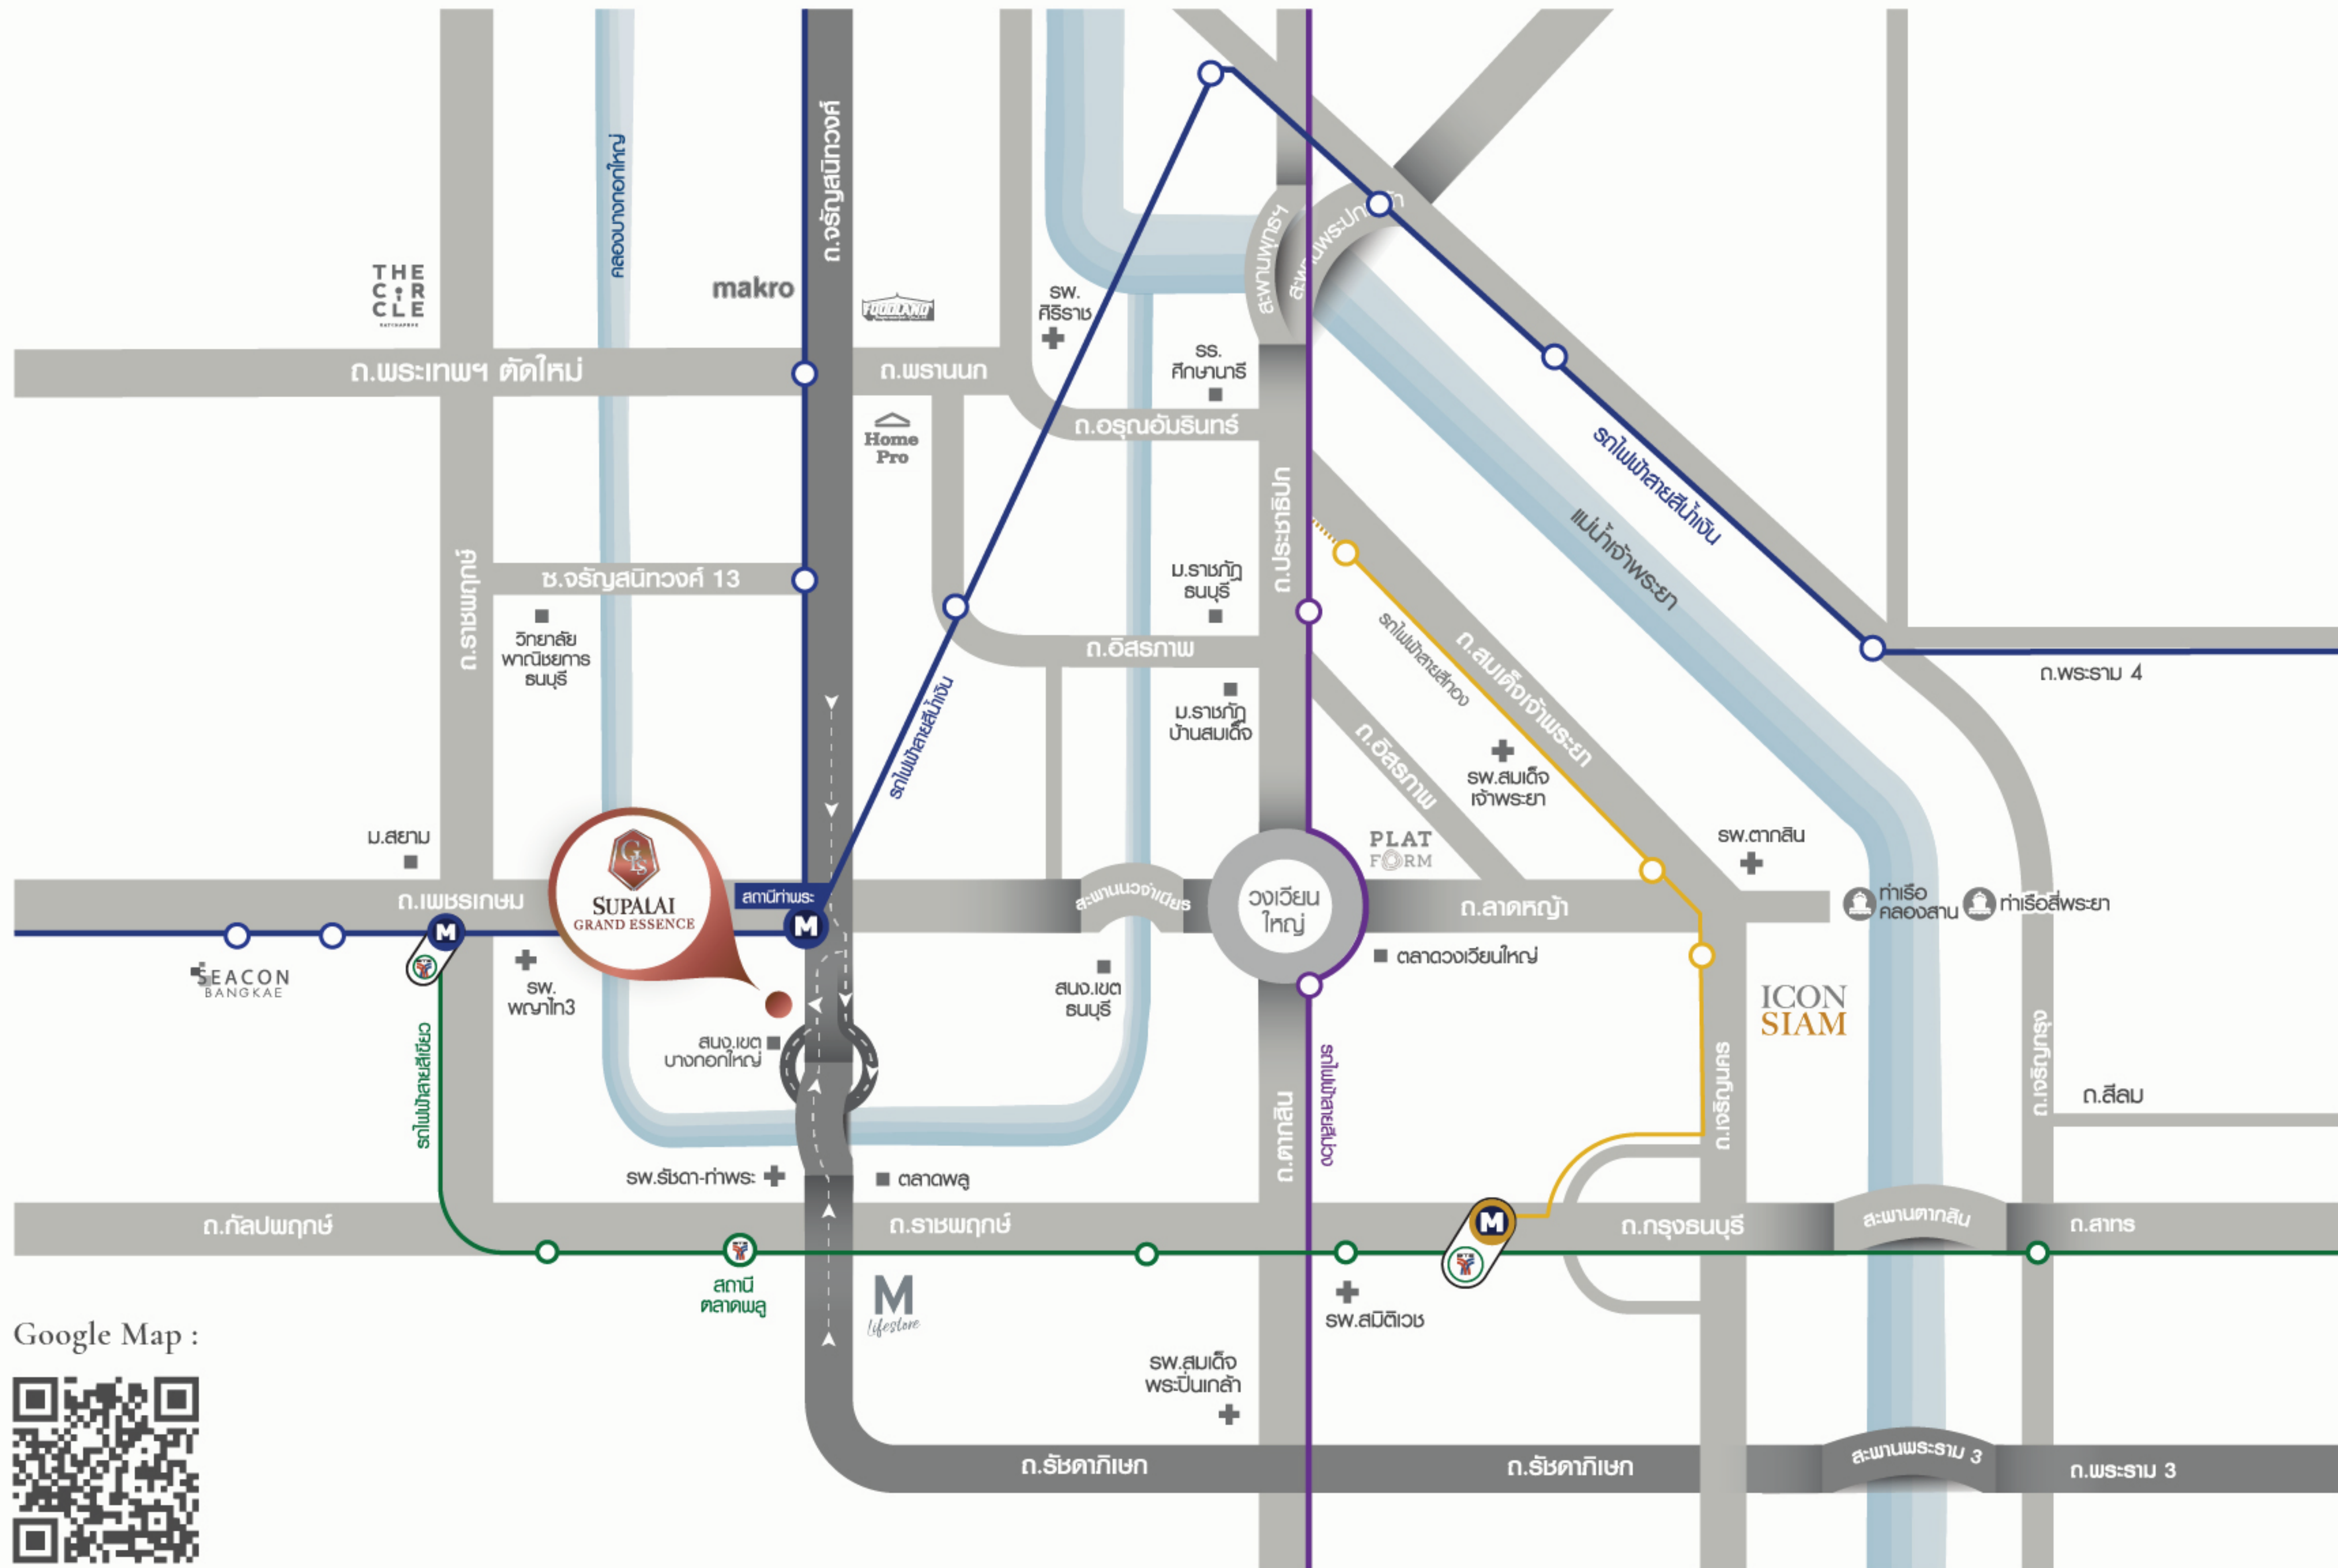 คลองบางกอกใหญ่
ถ.จรัญสนิทวงศ์
THE
CIR
CLE
RATCHAPRUK
makro
FOODLAND
รพ.
ศิริราช
สะพานพุทธฯ
รร.
ศึกษานารี
ถ.พระเทพฯ ตัดใหม่
ถ.พรานนก
Home
Pro
ถ.อรุณอัมรินทร์
รถไฟฟ้าสายสีน้ำเงิน
แม่น้ำเจ้าพระยา
ถ.ประชาธิปก
ถ.ราชพฤกษ์
ซ.จรัญสนิทวงศ์ 13
ม.ราชภัฏ
ธนบุรี
วิทยาลัย
พาณิชยการ
ธนบุรี
ถ.อิสรภาพ
รถไฟฟ้าสายสีทอง
ถ.สมเด็จเจ้าพระยา
ถ.พระราม 4
รถไฟฟ้าสายสีน้ำเงิน
ม.ราชภัฏ
บ้านสมเด็จ
ถ.อิสรภาพ
รพ.สมเด็จ
เจ้าพระยา
ม.สยาม
PLAT
FORM
รพ.ตากสิน
ถ.เพชรเกษม
GES
SUPALAI
GRAND ESSENCE
สถานีท่าพระ
M
M
สะพานนวจำเนียร
วงเวียน
ใหญ่
ถ.ลาดหญ้า
ท่าเรือ
คลองสาน
ท่าเรือสี่พระยา
SEACON
BANGKAE
รพ.
พญาไท3
สนง.เขต
ธนบุรี
ตลาดวงเวียนใหญ่
ICON
SIAM
สนง.เขต
บางกอกใหญ่
รถไฟฟ้าสายสีเขียว
ถ.ตากสิน
รถไฟฟ้าสายสีม่วง
ถ.เจริญนคร
ถ.เจริญกรุง
ถ.สีลม
รพ.รัชดา-ท่าพระ
ตลาดพลู
ถ.กัลปพฤกษ์
ถ.ราชพฤกษ์
M
ถ.กรุงธนบุรี
สะพานตากสิน
ถ.สาทร
สถานี
ตลาดพลู
M
lifestore
รพ.สมิติเวช
Google Map :
รพ.สมเด็จ
พระปิ่นเกล้า
ถ.รัชดาภิเษก
ถ.รัชดาภิเษก
สะพานพระราม 3
ถ.พระราม 3